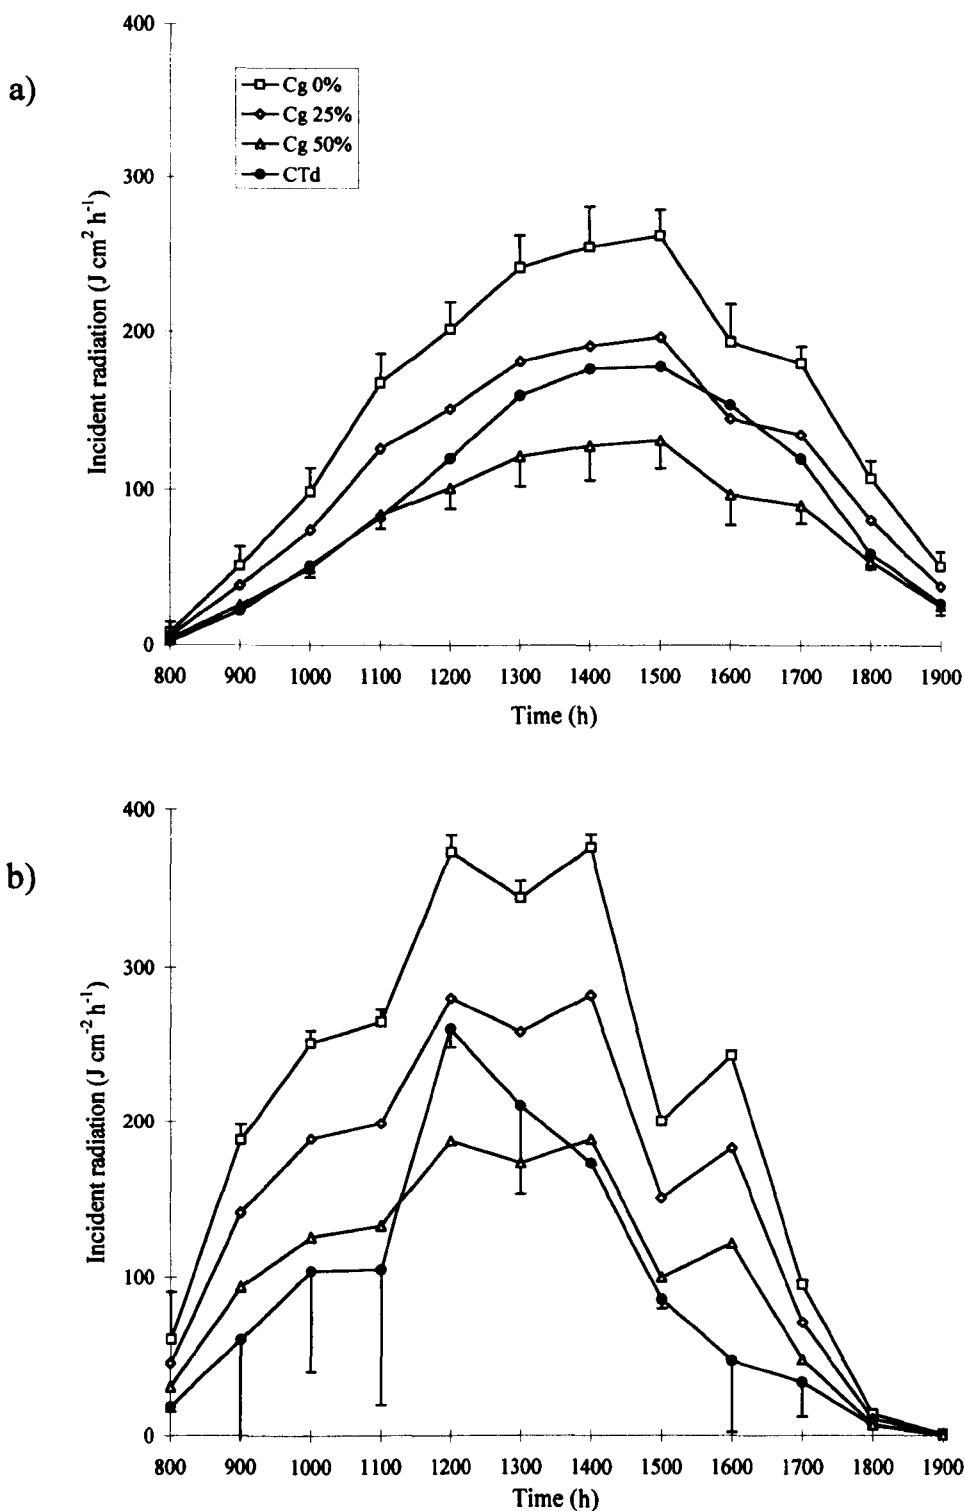 a)
400
300
200
100
0
Incident radiation (J cm² h⁻¹)
Cg 0%
Cg 25%
Cg 50%
CTd
800 900 1000 1100 1200 1300 1400 1500 1600 1700 1800 1900
Time (h)
b)
400
300
200
100
0
Incident radiation (J cm⁻² h⁻¹)
800 900 1000 1100 1200 1300 1400 1500 1600 1700 1800 1900
Time (h)